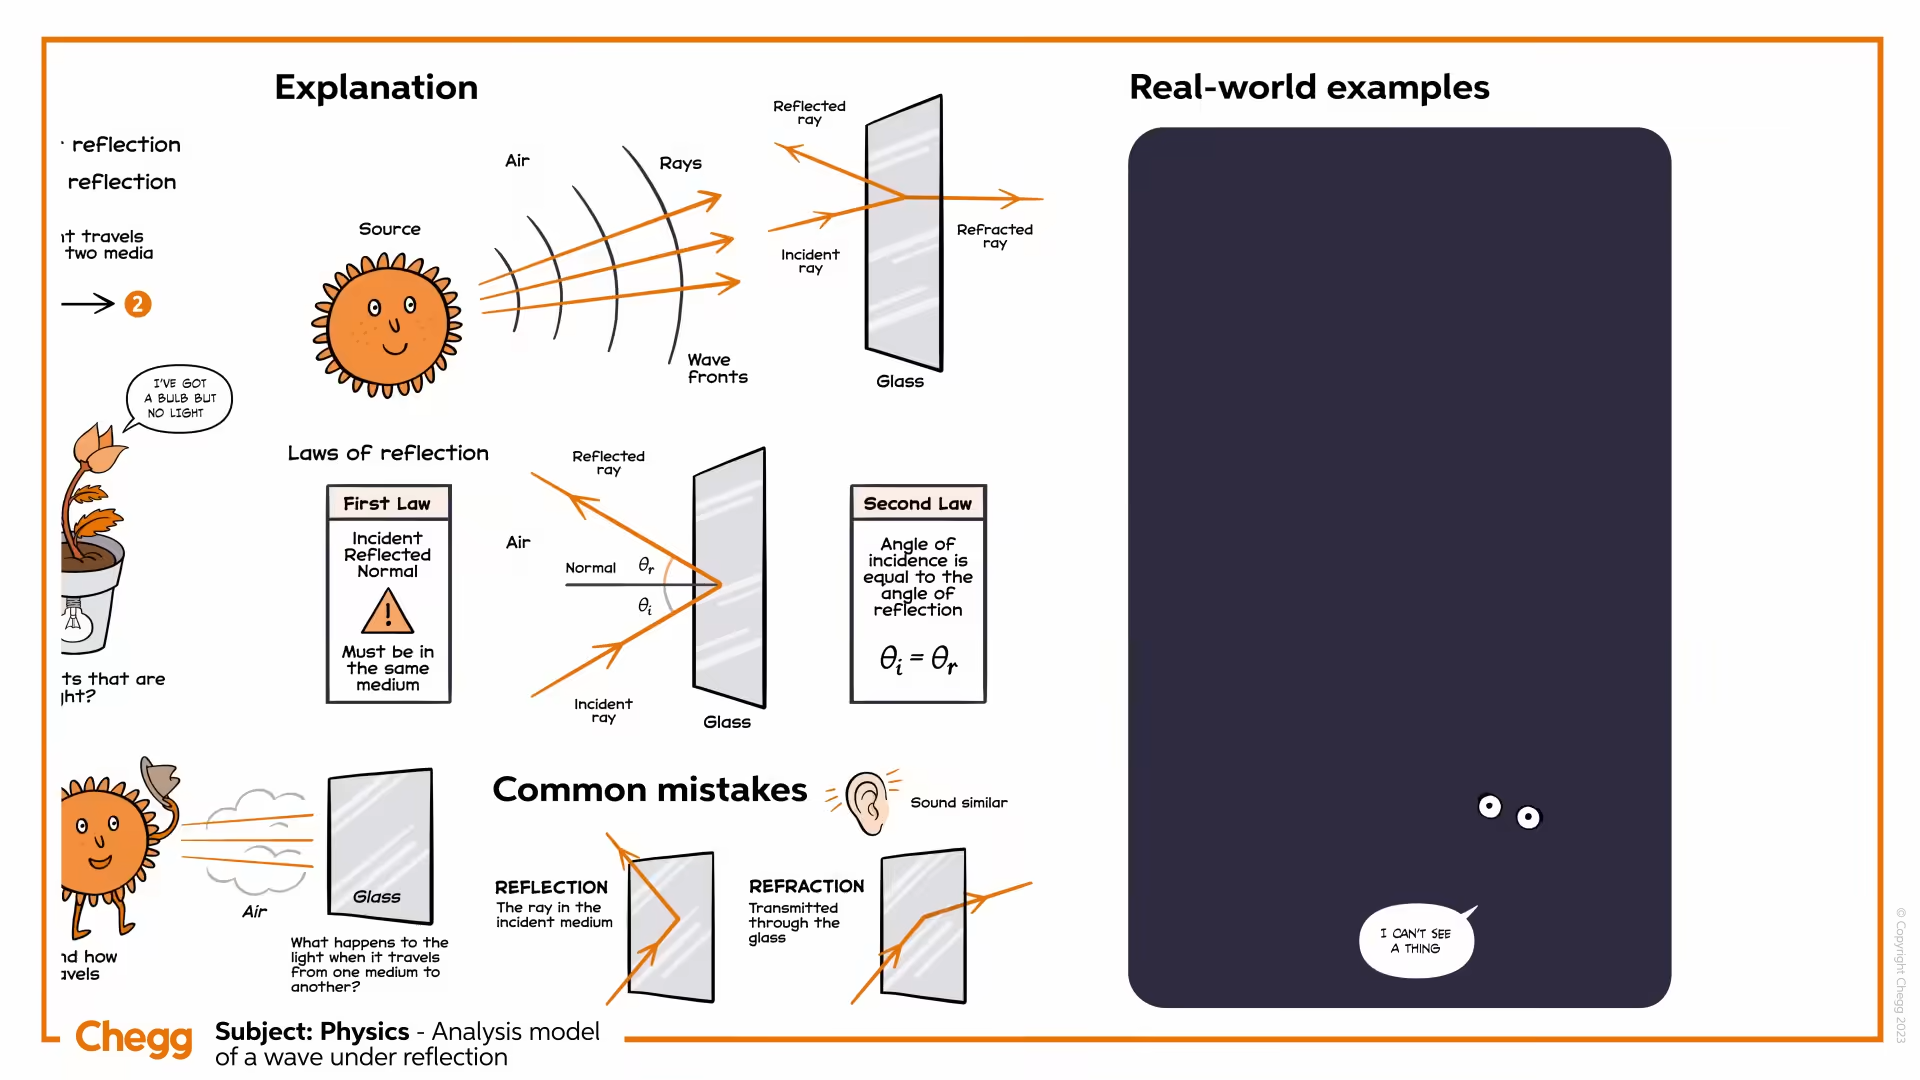 reflection
reflection
travels
two media
2
I'VE GOT
A BULB BUT
NO LIGHT
that are
and how
Explanation
Source
Air
Rays
Wave
fronts
Reflected
ray
Incident
ray
Refracted
ray
Glass
Laws of reflection
First Law
Incident
Reflected
Normal
!
Must be in
the same
medium
Reflected
ray
Air
Normal
θr
θi
Incident
ray
Glass
Second Law
Angle of
incidence is
equal to the
angle of
reflection
θi = θr
Air
Glass
What happens to the
light when it travels
from one medium to
another?
Common mistakes
Sound similar
REFLECTION
The ray in the
incident medium
REFRACTION
Transmitted
through the
glass
Real-world examples
I CAN'T SEE
A THING
Chegg
Subject: Physics - Analysis model
of a wave under reflection
© Copyright Chegg 2023